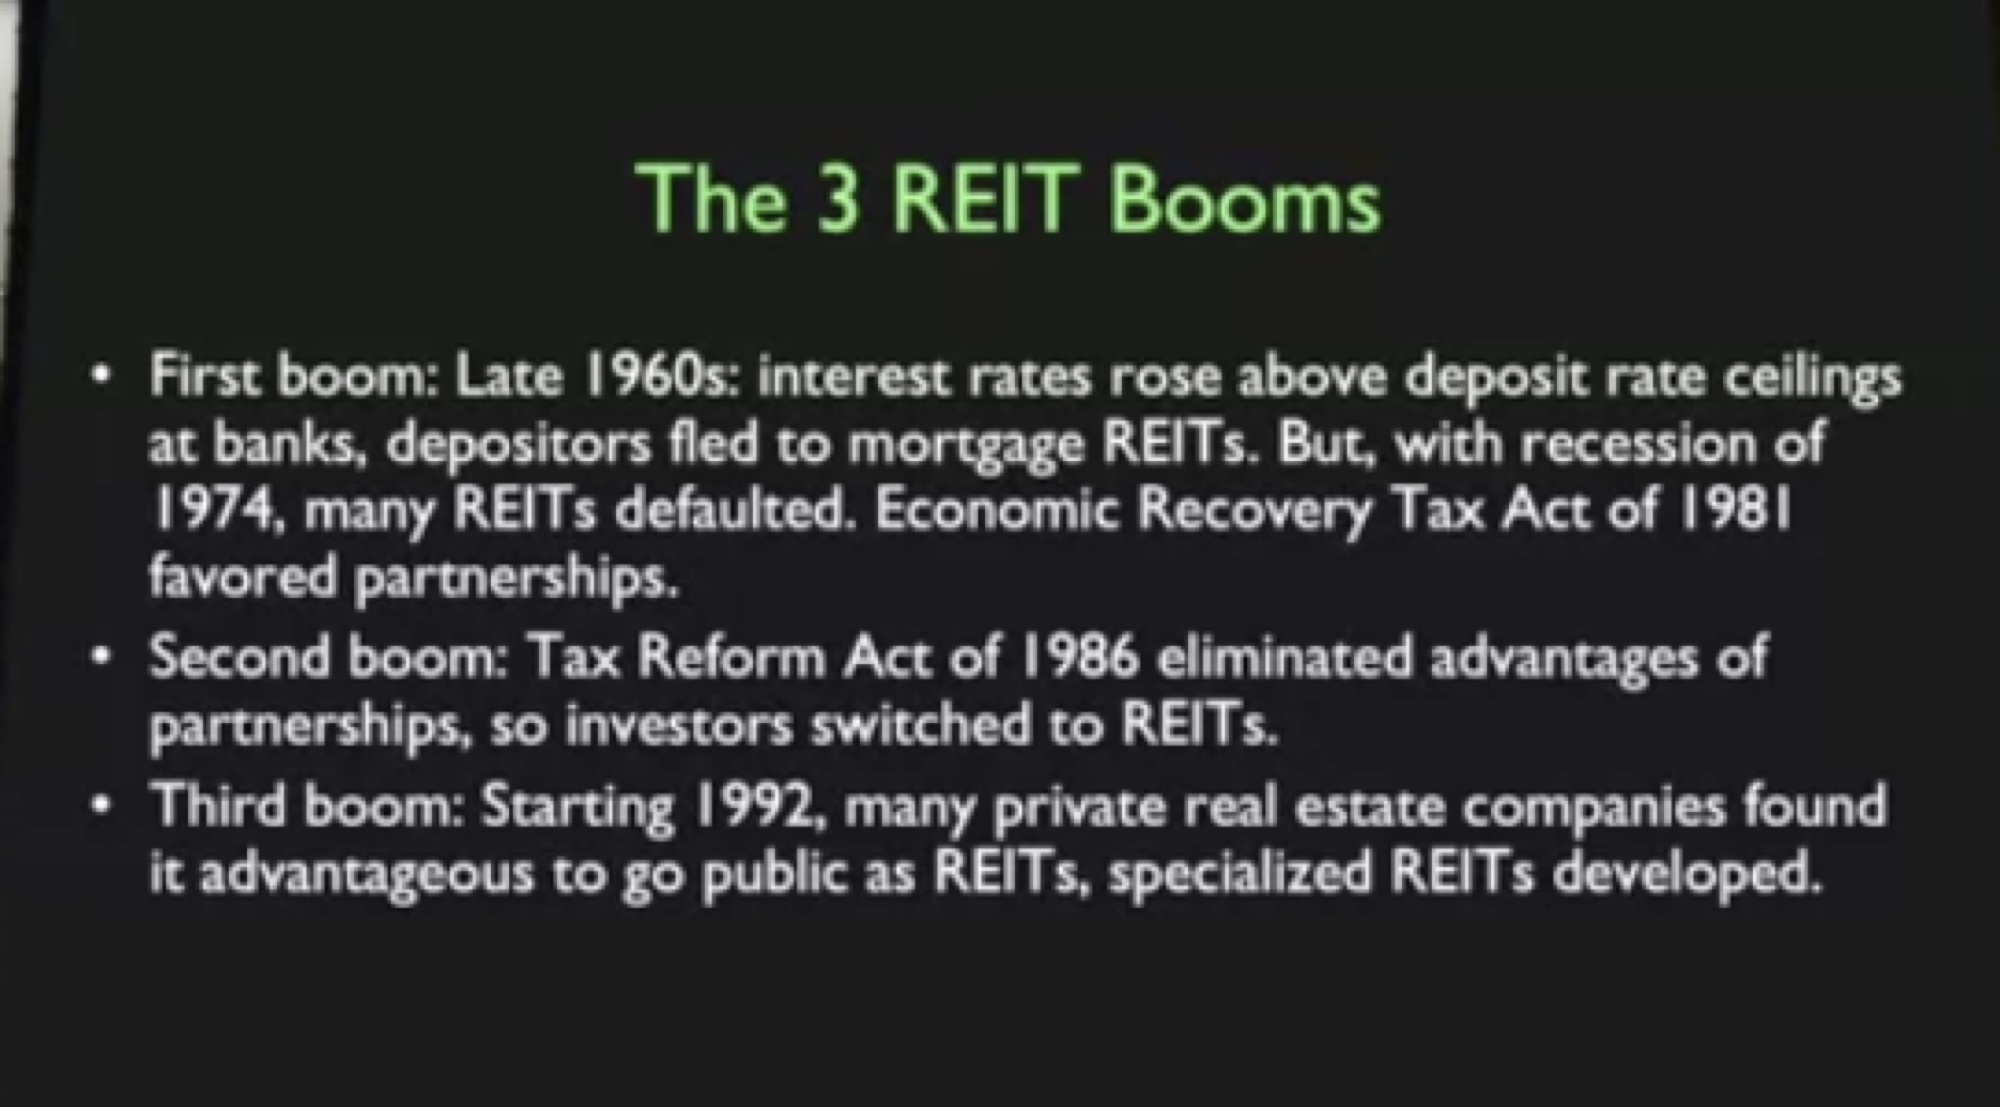 The 3 REIT Booms
• First boom: Late 1960s: interest rates rose above deposit rate ceilings
at banks, depositors fled to mortgage REITs. But, with recession of
1974, many REITs defaulted. Economic Recovery Tax Act of 1981
favored partnerships.
• Second boom: Tax Reform Act of 1986 eliminated advantages of
partnerships, so investors switched to REITs.
• Third boom: Starting 1992, many private real estate companies found
it advantageous to go public as REITs, specialized REITs developed.